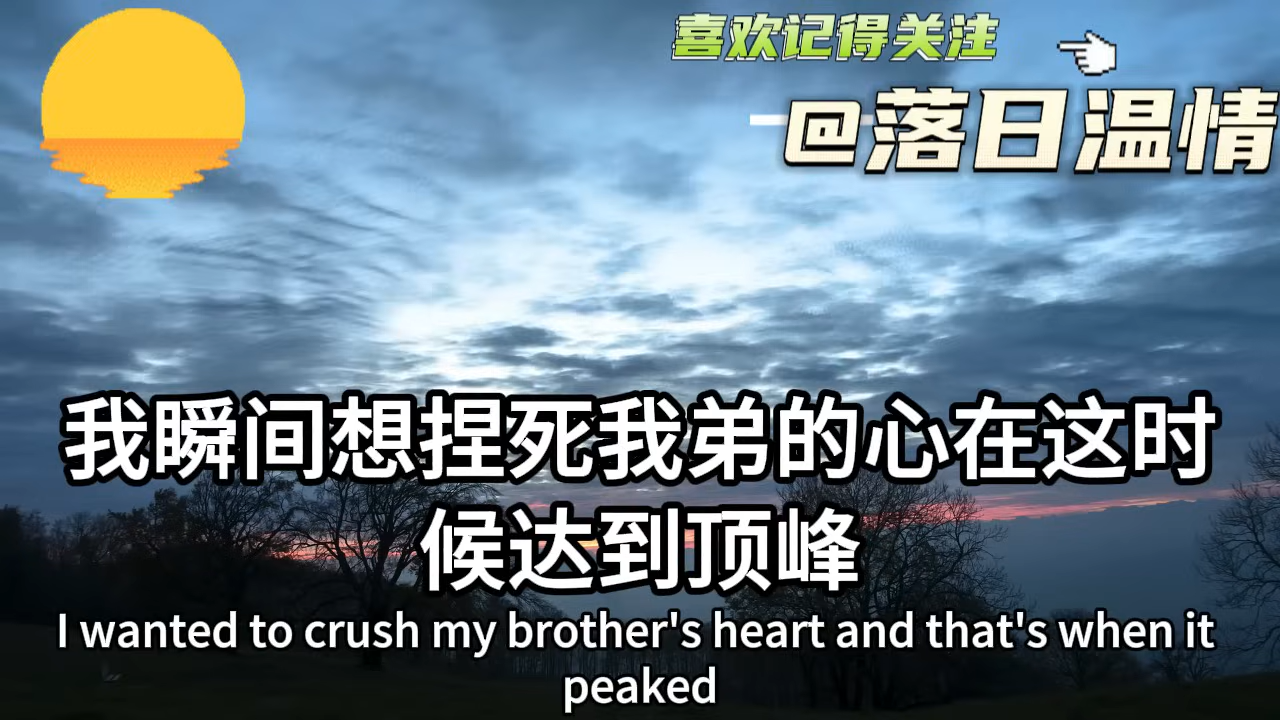 喜欢记得关注
@落日温情
我瞬间想捏死我弟的心在这时
候达到顶峰
I wanted to crush my brother's heart and that's when it
peaked